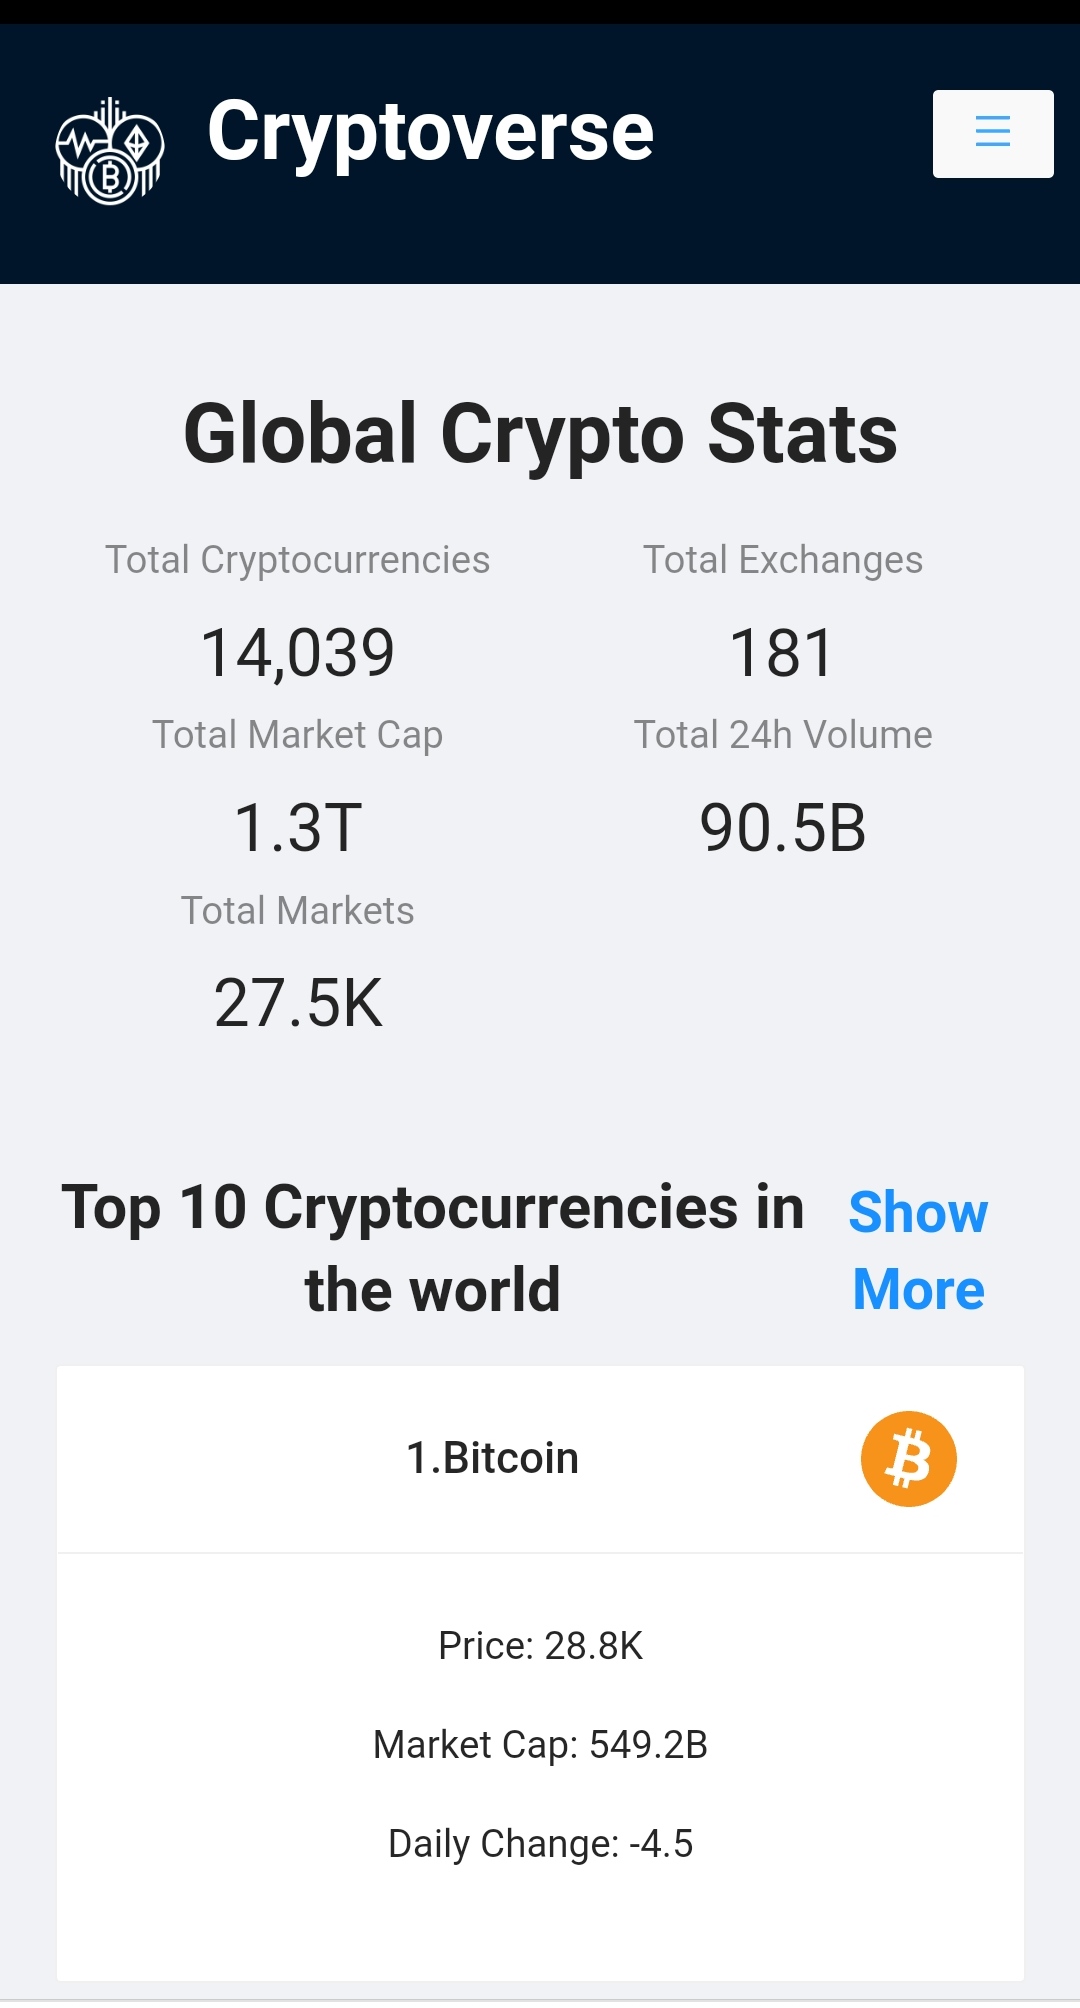 Cryptoverse
Global Crypto Stats
Total Cryptocurrencies
14,039
Total Exchanges
181
Total Market Cap
1.3T
Total 24h Volume
90.5B
Total Markets
27.5K
Top 10 Cryptocurrencies in
the world
Show
More
1.Bitcoin
Price: 28.8K
Market Cap: 549.2B
Daily Change: -4.5